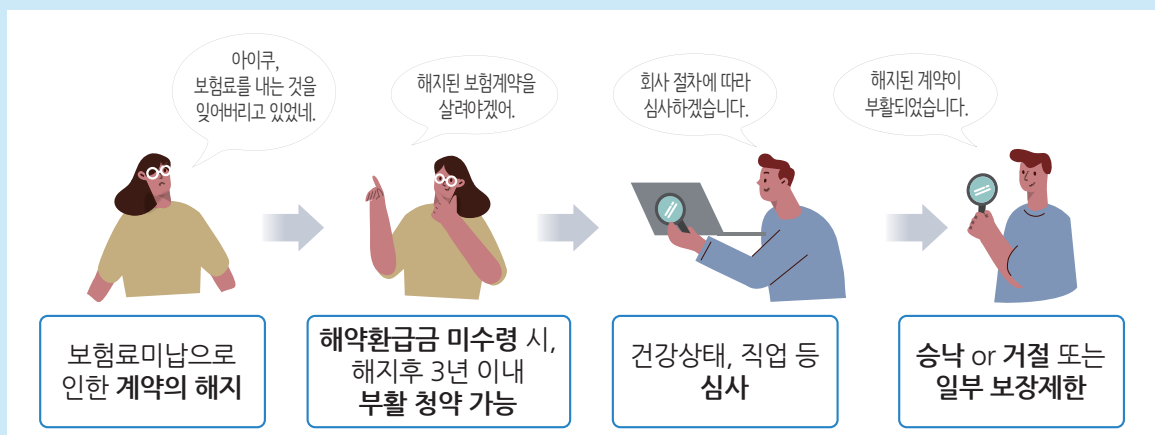 아이쿠,
보험료를 내는 것을
잊어버리고 있었네.
해지된 보험계약을
살려야겠어.
회사 절차에 따라
심사하겠습니다.
해지된 계약이
부활되었습니다.
보험료미납으로
인한 계약의 해지
해약환급금 미수령 시,
해지후 3년 이내
부활 청약 가능
건강상태, 직업 등
심사
승낙 or 거절 또는
일부 보장제한